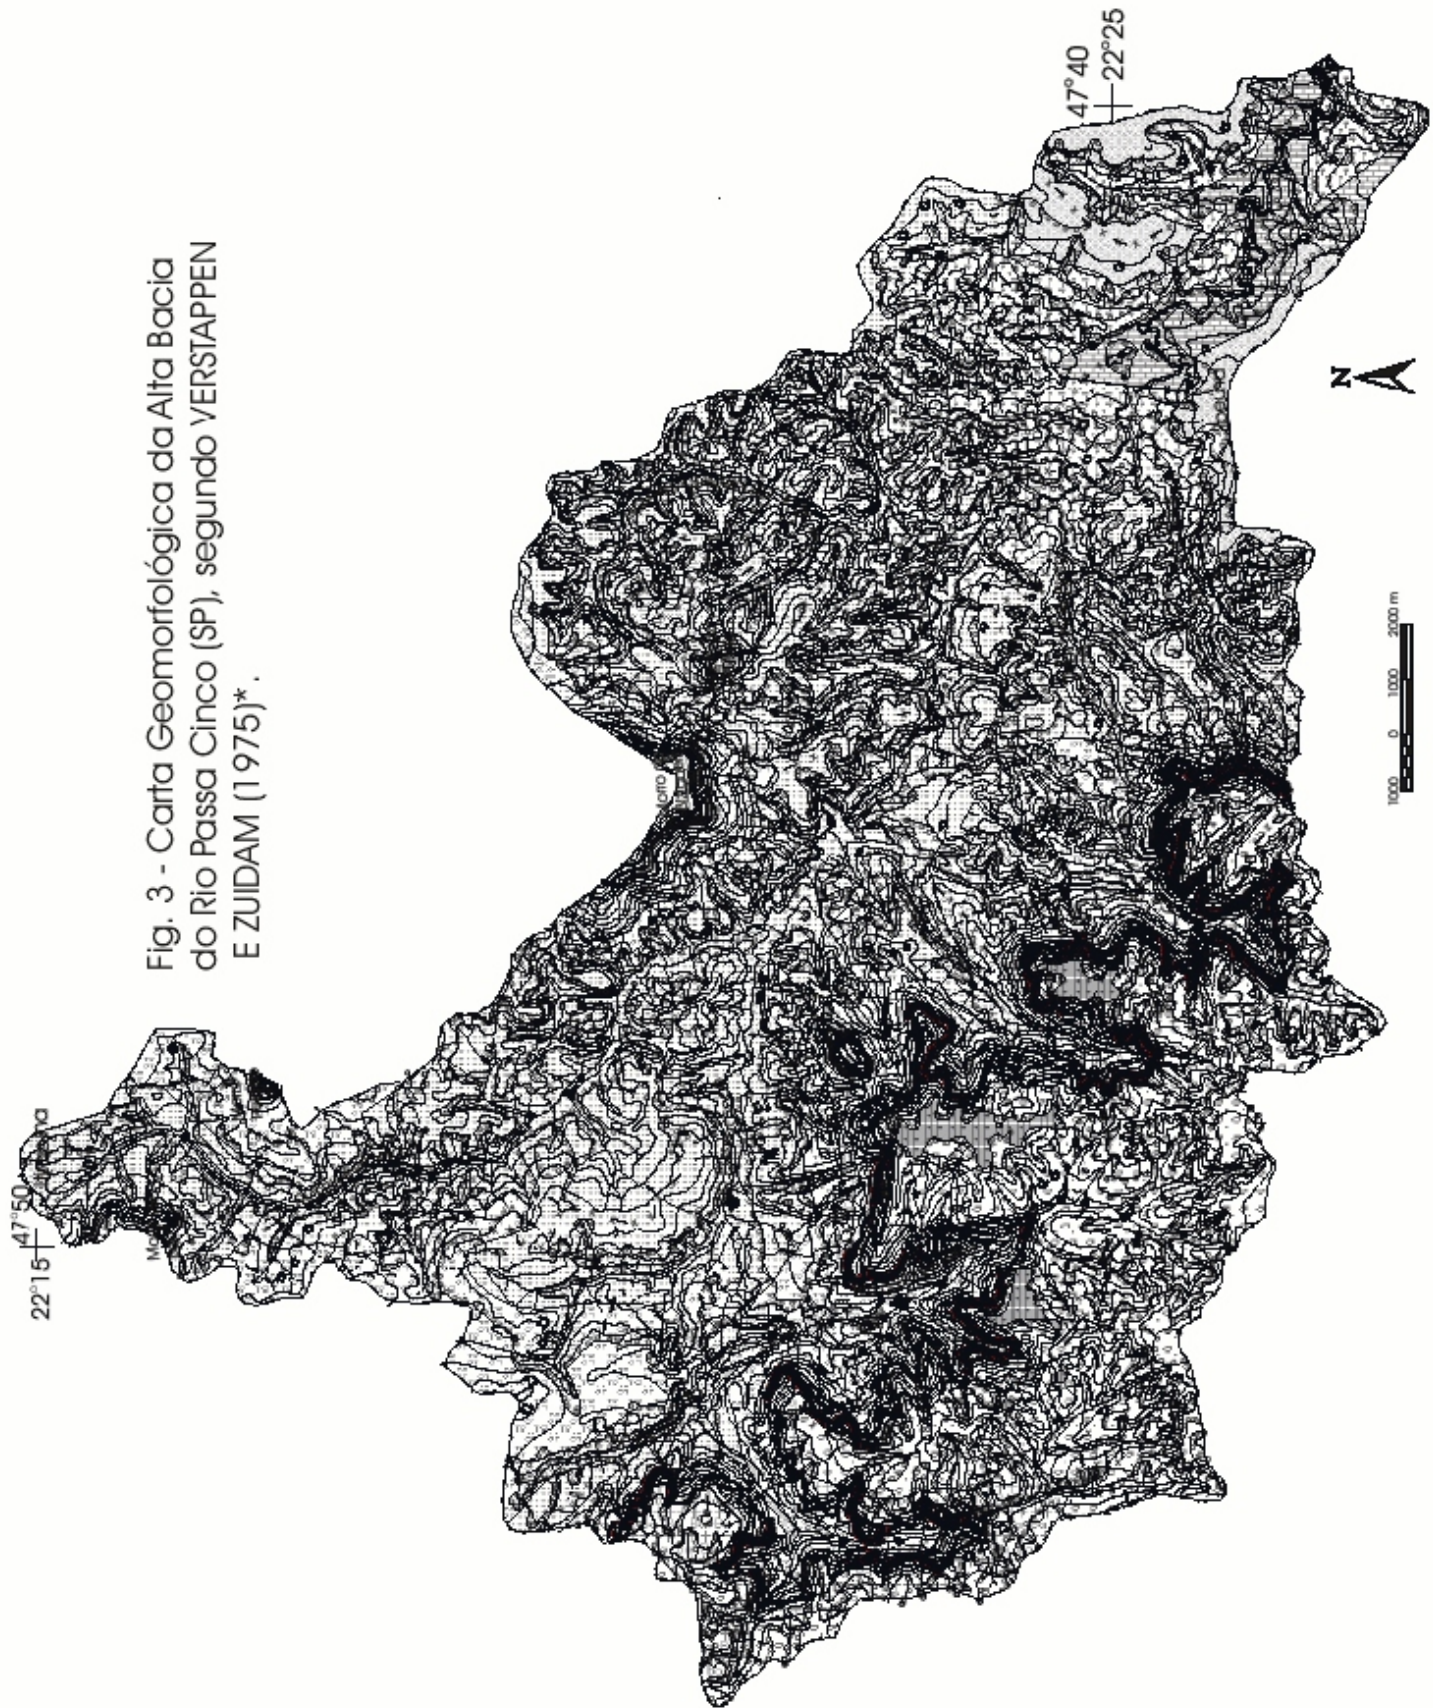 Fig. 3 - Carta Geomorfológica da Alta Bacia
do Rio Passa Cinco (SP), segundo VERSTAPPEN
E ZUIDAM (1975)*.
47°50
22°15
47°40
22°25
N
1000 0 1000 2000 m